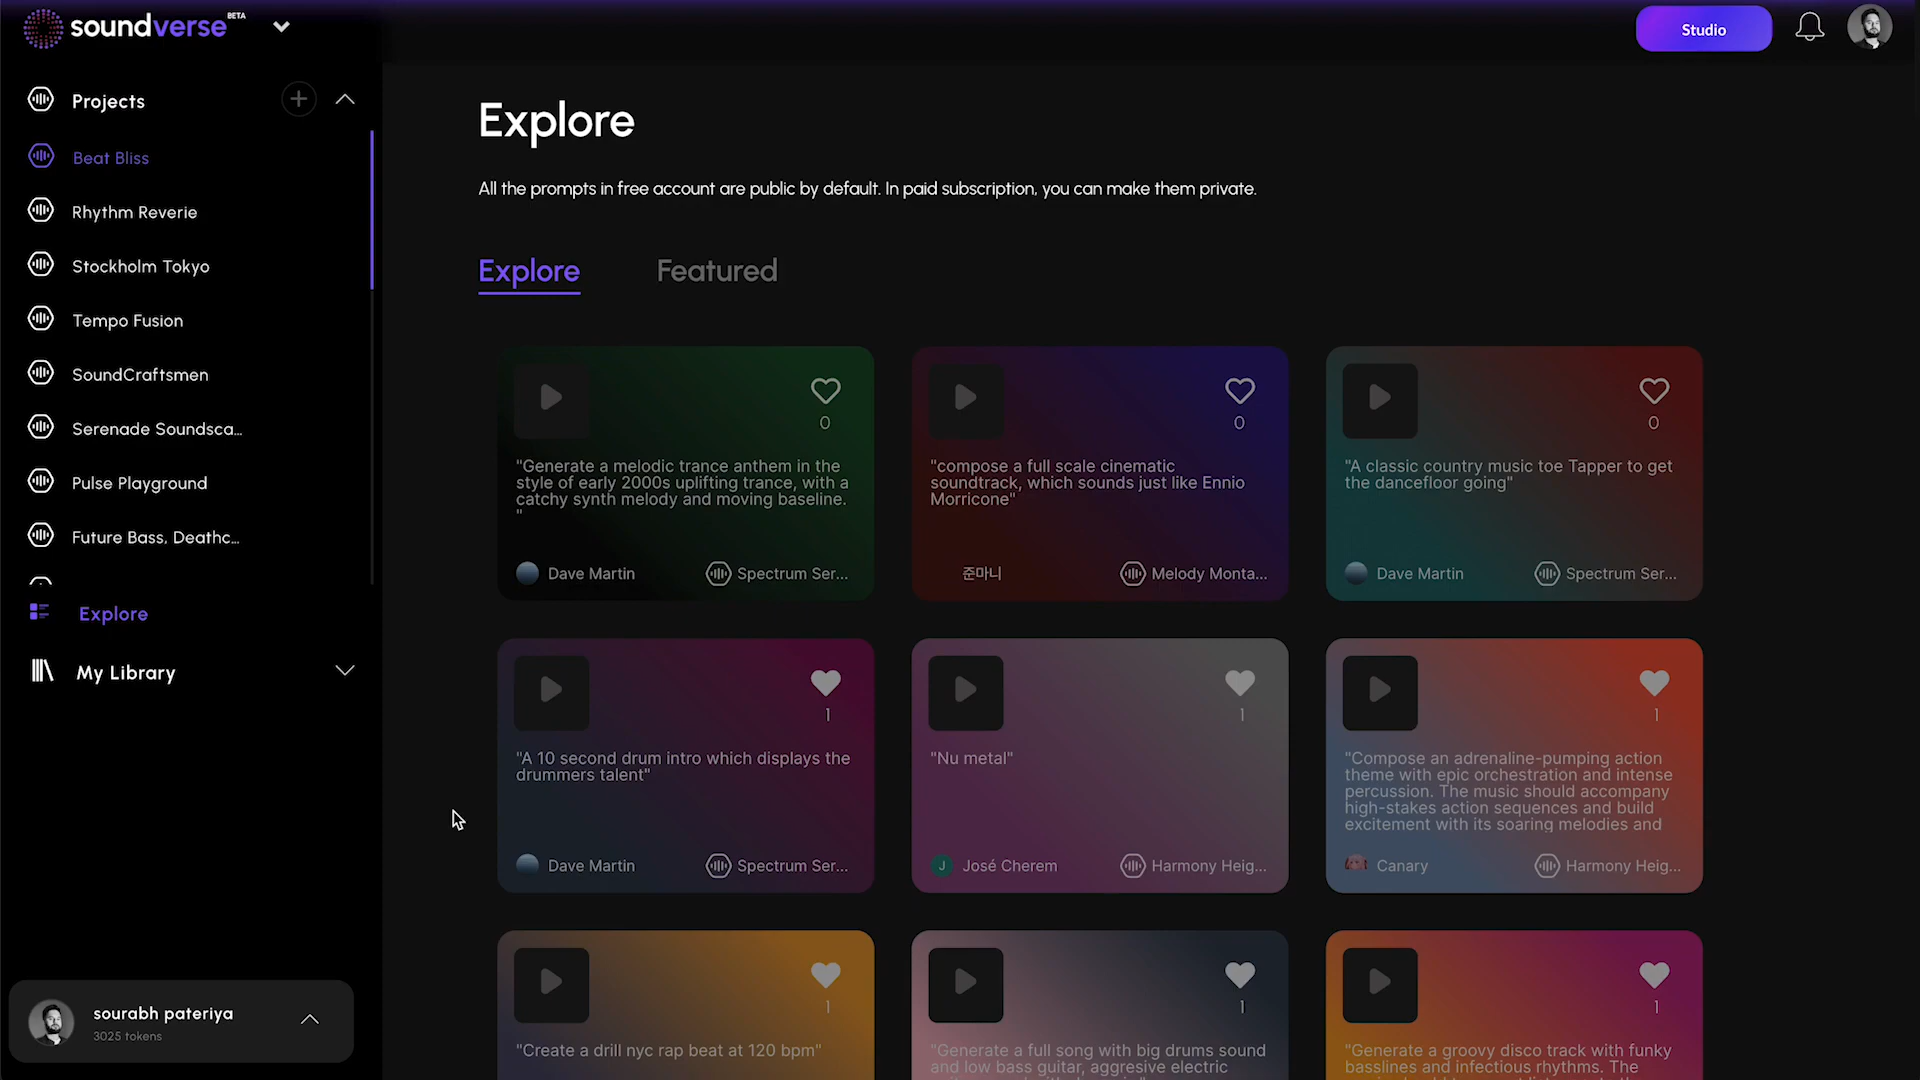 soundverse BETA
Studio
Projects
Beat Bliss
Rhythm Reverie
Stockholm Tokyo
Tempo Fusion
SoundCraftsmen
Serenade Soundsca...
Pulse Playground
Future Bass, Deathc...
Explore
My Library
sourabh pateriya
3025 tokens
Explore
All the prompts in free account are public by default. In paid subscription, you can make them private.
Explore Featured
0
"Generate a melodic trance anthem in the
style of early 2000s uplifting trance, with a
catchy synth melody and moving baseline.
"
Dave Martin Spectrum Ser...
0
"compose a full scale cinematic
soundtrack, which sounds just like Ennio
Morricone"
준마니 Melody Monta...
0
"A classic country music toe Tapper to get
the dancefloor going"
Dave Martin Spectrum Ser...
1
"A 10 second drum intro which displays the
drummers talent"
Dave Martin Spectrum Ser...
1
"Nu metal"
J José Cherem Harmony Heig...
1
"Compose an adrenaline-pumping action
theme with epic orchestration and intense
percussion. The music should accompany
high-stakes action sequences and build
excitement with its soaring melodies and
Canary Harmony Heig...
1
"Create a drill nyc rap beat at 120 bpm"
1
"Generate a full song with big drums sound
and low bass guitar, aggresive electric
1
"Generate a groovy disco track with funky
basslines and infectious rhythms. The